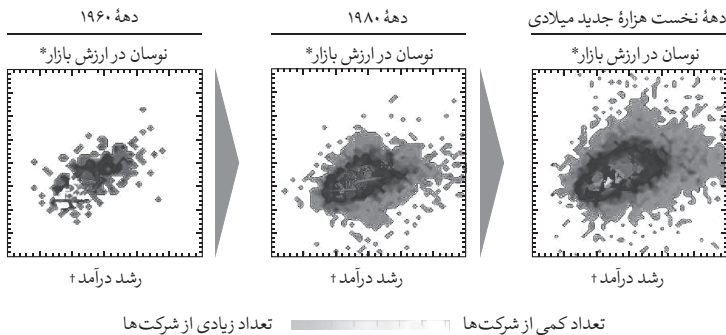 دههٔ ۱۹۶۰
نوسان در ارزش بازار*
رشد درآمد†
دههٔ ۱۹۸۰
نوسان در ارزش بازار*
رشد درآمد†
دههٔ نخست هزارهٔ جدید میلادی
نوسان در ارزش بازار*
رشد درآمد†
تعداد کمی از شرکت‌ها
تعداد زیادی از شرکت‌ها